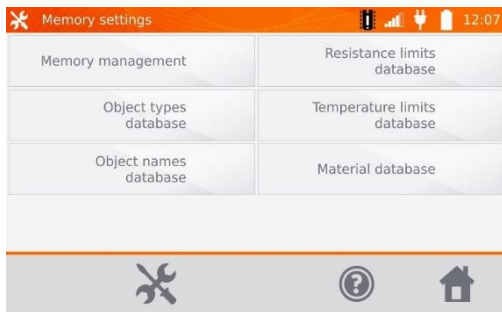 Memory settings
12:07
Memory management
Resistance limits
database
Object types
database
Temperature limits
database
Object names
database
Material database
?